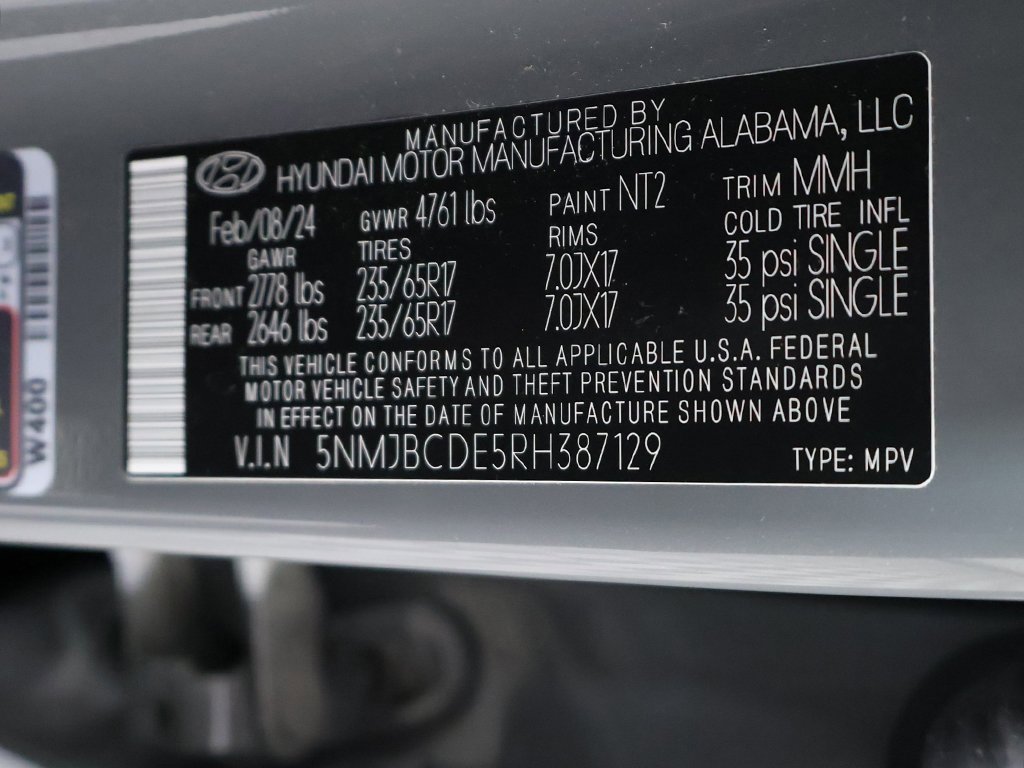 MANUFACTURED BY
HYUNDAI MOTOR MANUFACTURING ALABAMA, LLC
Feb/08/24 GVWR 4761 lbs PAINT NT2 TRIM MMH
GAWR TIRES RIMS COLD TIRE INFL
FRONT 2778 lbs 235/65R17 7.0JX17 35 psi SINGLE
REAR 2646 lbs 235/65R17 7.0JX17 35 psi SINGLE
THIS VEHICLE CONFORMS TO ALL APPLICABLE U.S.A. FEDERAL
MOTOR VEHICLE SAFETY AND THEFT PREVENTION STANDARDS
IN EFFECT ON THE DATE OF MANUFACTURE SHOWN ABOVE
V.I.N 5NMJBCDE5RH387129 TYPE: MPV
W400